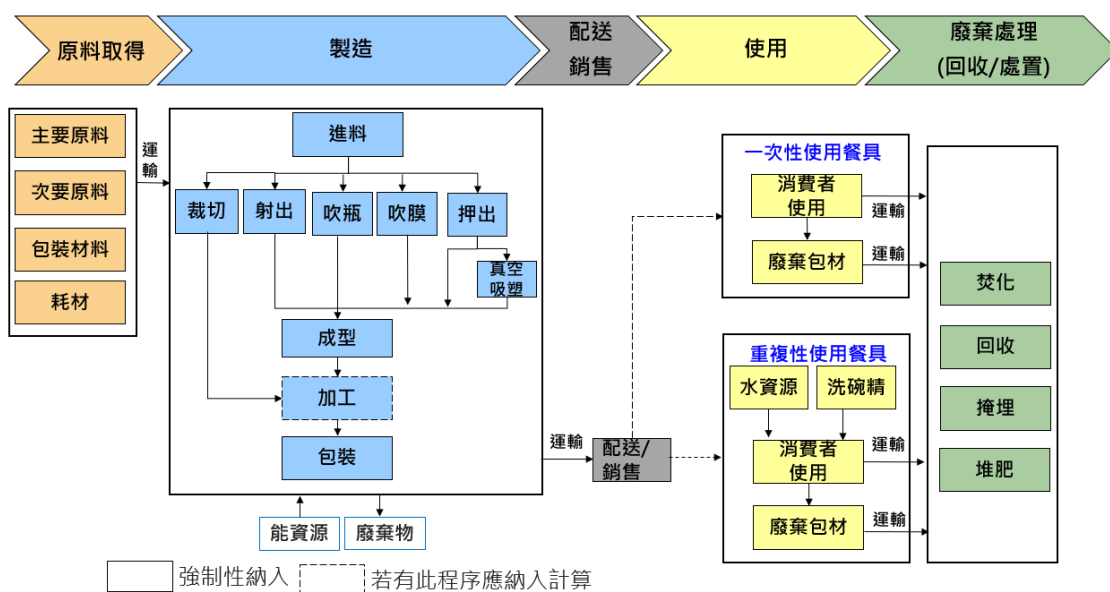 原料取得
製造
配送
銷售
使用
廢棄處理
(回收/處置)
主要原料
次要原料
包裝材料
耗材
運
輸
進料
裁切
射出
吹瓶
吹膜
押出
真空
吸塑
成型
加工
包裝
能資源
廢棄物
運輸
配送/
銷售
一次性使用餐具
消費者
使用
運輸
廢棄包材
運輸
重複性使用餐具
水資源
洗碗精
消費者
使用
運輸
廢棄包材
運輸
焚化
回收
掩埋
堆肥
強制性納入
若有此程序應納入計算